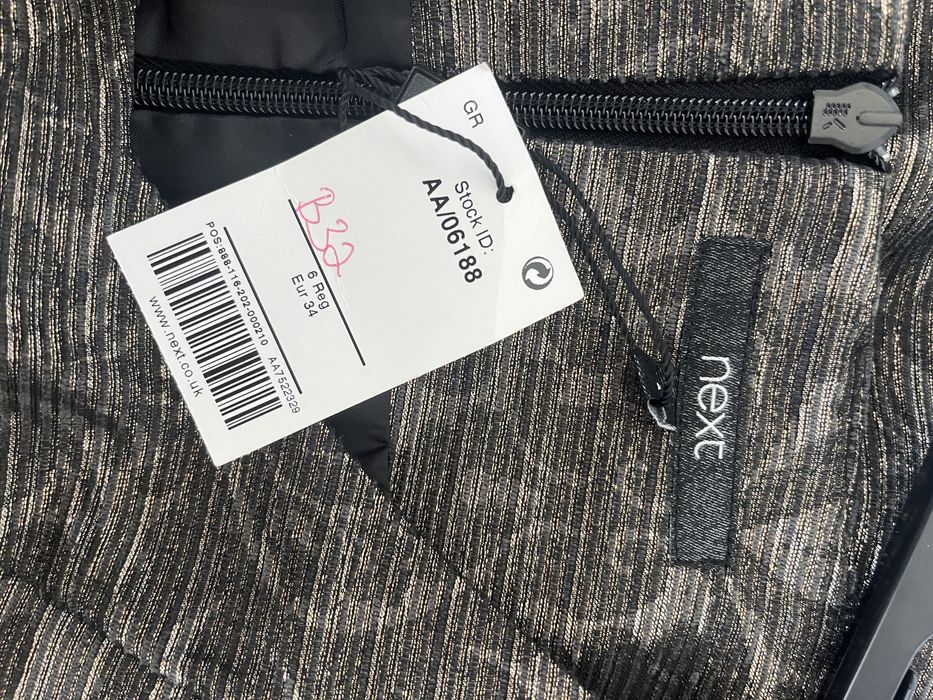 GR
Stock ID:
AA/06188
B32
6 Reg
Eur 34
POS:888-116-202-000210 AA7522329
www.next.co.uk
next